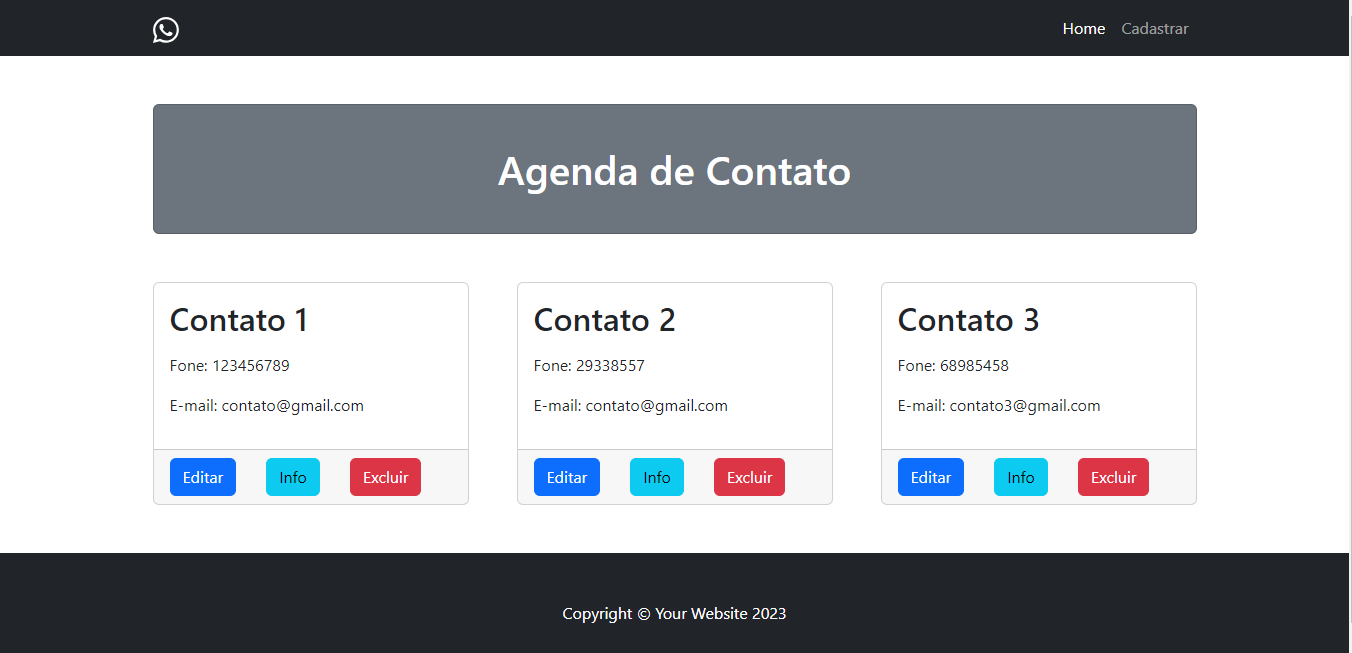 Home Cadastrar
Agenda de Contato
Contato 1
Fone: 123456789
E-mail: contato@gmail.com
Editar Info Excluir
Contato 2
Fone: 29338557
E-mail: contato@gmail.com
Editar Info Excluir
Contato 3
Fone: 68985458
E-mail: contato3@gmail.com
Editar Info Excluir
Copyright © Your Website 2023